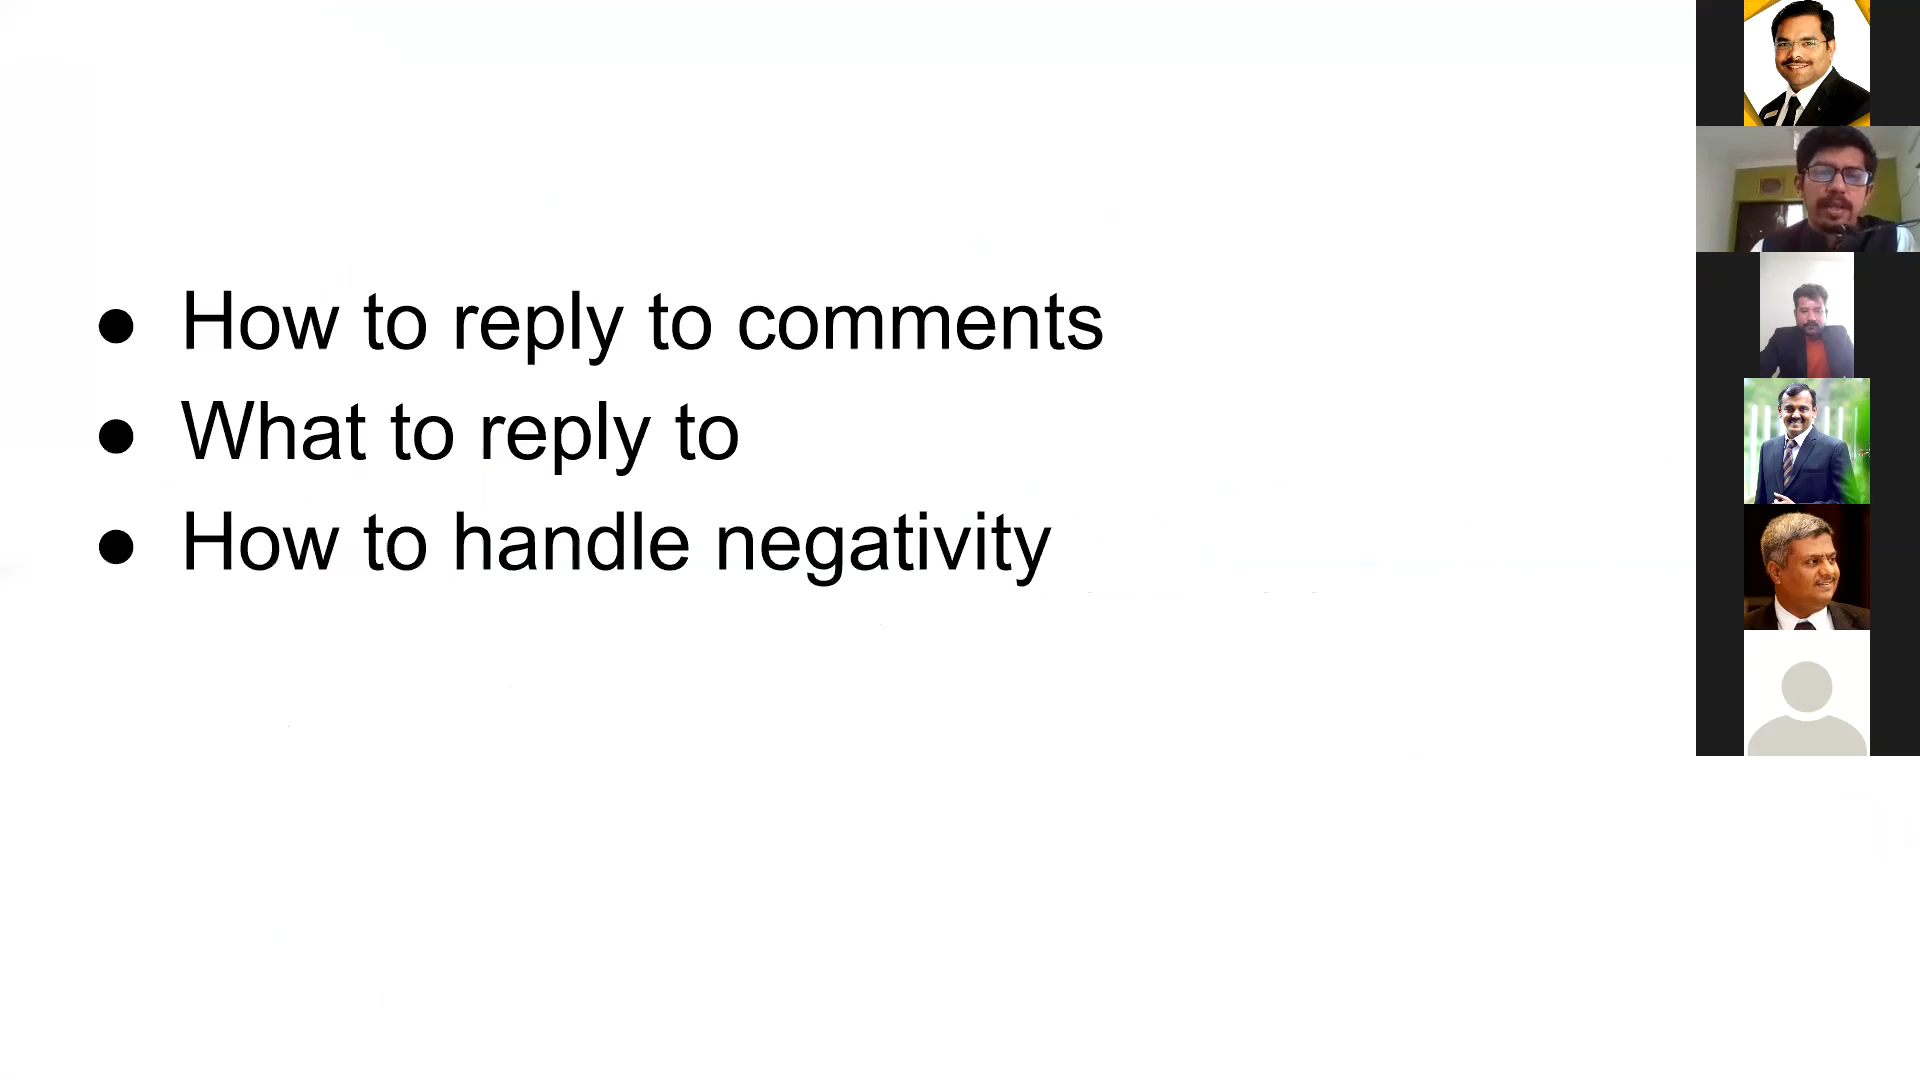 ● How to reply to comments
● What to reply to
● How to handle negativity